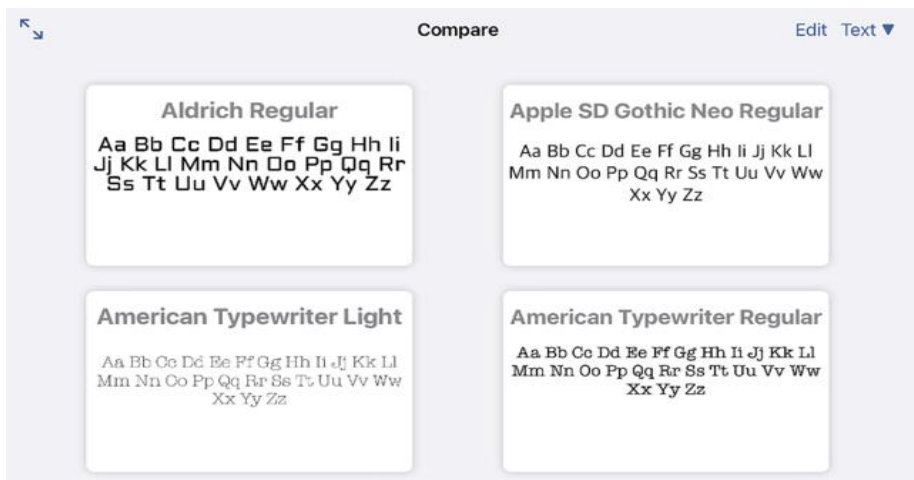 Compare
Edit Text ▼
Aldrich Regular
Aa Bb Cc Dd Ee Ff Gg Hh Ii
Jj Kk Ll Mm Nn Oo Pp Qq Rr
Ss Tt Uu Vv Ww Xx Yy Zz
Apple SD Gothic Neo Regular
Aa Bb Cc Dd Ee Ff Gg Hh Ii Jj Kk Ll
Mm Nn Oo Pp Qq Rr Ss Tt Uu Vv Ww
Xx Yy Zz
American Typewriter Light
Aa Bb Cc Dd Ee Ff Gg Hh Ii Jj Kk Ll
Mm Nn Oo Pp Qq Rr Ss Tt Uu Vv Ww
Xx Yy Zz
American Typewriter Regular
Aa Bb Cc Dd Ee Ff Gg Hh Ii Jj Kk Ll
Mm Nn Oo Pp Qq Rr Ss Tt Uu Vv Ww
Xx Yy Zz